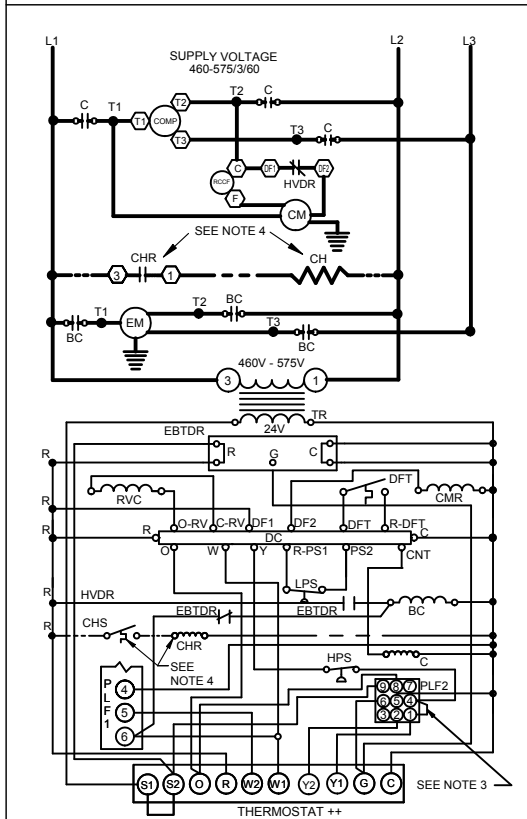 L1 L2 L3
SUPPLY VOLTAGE
460-575/3/60
C T1 T1 COMP T2 T2 C
T3 T3 C
C DF1 DF2
HVDR
RCCF
F
CM
SEE NOTE 4
3 CHR 1 CH
T2 BC
BC T1 EM T3
BC
460V - 575V
3 1
TR
24V
EBTDR
R C
G
R
RVC DFT CMR
R
O-RV C-RV DF1 DF2 DFT R-DFT
R DC C
O W Y R-PS1 PS2 CNT
LPS
R HVDR EBTDR EBTDR BC
R CHS CHR C
SEE
NOTE 4
HPS
P
L
F
1
4
5
6
9 8 7 PLF2
6 5 4
3 2 1
SEE NOTE 3
S1 S2 O R W2 W1 Y2 Y1 G C
THERMOSTAT ++